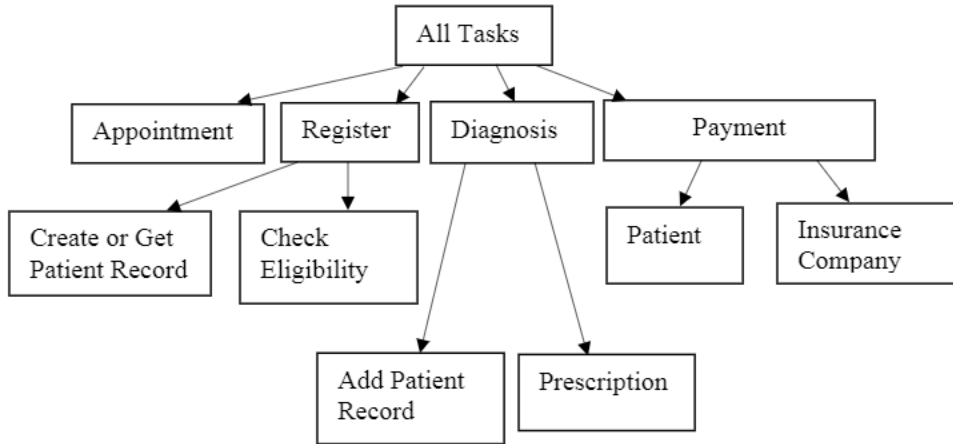 All Tasks
Appointment
Register
Diagnosis
Payment
Create or Get
Patient Record
Check
Eligibility
Patient
Insurance
Company
Add Patient
Record
Prescription